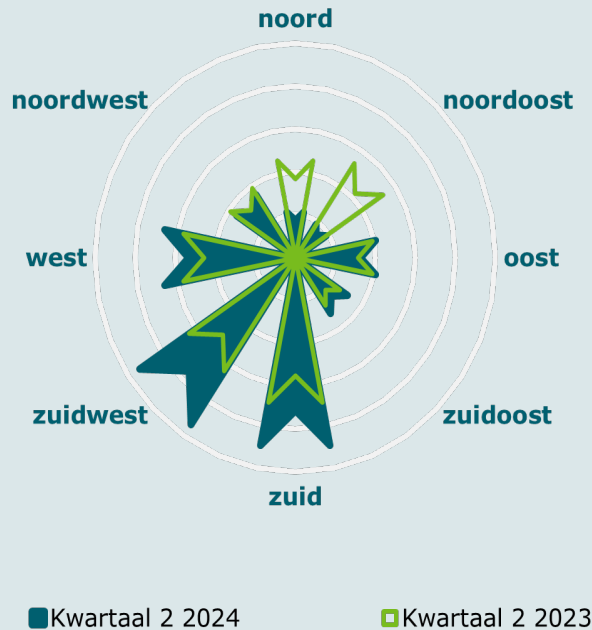 noord
noordwest noordoost
west oost
zuidwest zuidoost
zuid
Kwartaal 2 2024 Kwartaal 2 2023